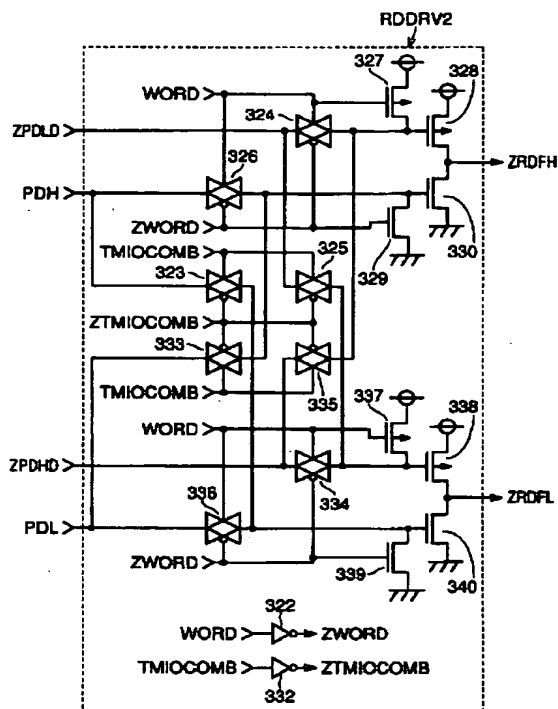 RDDRV2
327
328
WORD
324
ZPDLD
326
ZRDFH
PDH
ZWORD
TMIOCOMB
325
329
330
323
ZTMIOCOMB
333
TMIOCOMB
335
337
338
WORD
ZPDHD
334
336
ZRDFL
PDL
ZWORD
339
340
322
WORD
ZWORD
TMIOCOMB
ZTMIOCOMB
332